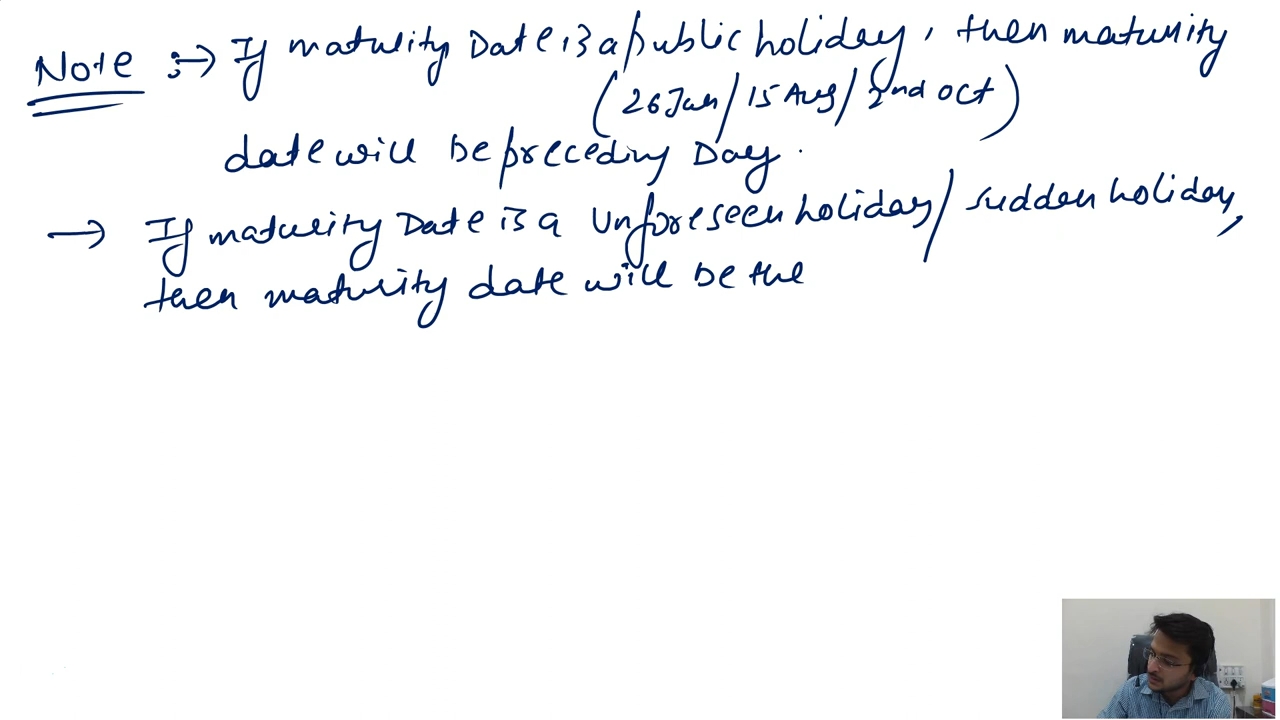 Note :→ If maturity Date is a public holiday, then maturity
(26 Jan / 15 Aug / 2nd Oct)
date will be preceding Day.
→ If maturity Date is a Unforeseen holiday / sudden holiday,
then maturity date will be the